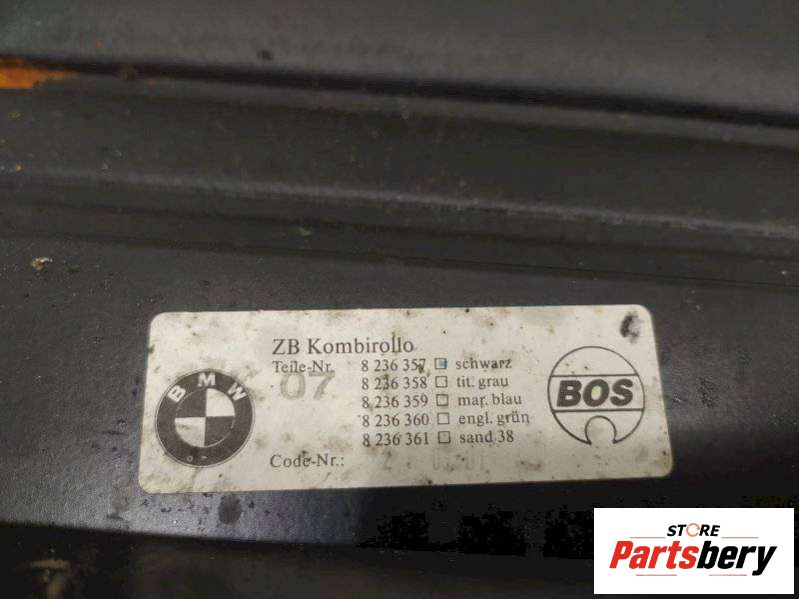 ZB Kombirollo
Teile-Nr. 8 236 357 schwarz
07
8 236 358 tit. grau
8 236 359 mar. blau
8 236 360 engl. grün
8 236 361 sand 38
Code-Nr.:
BMW
BOS
STORE
Partsbery